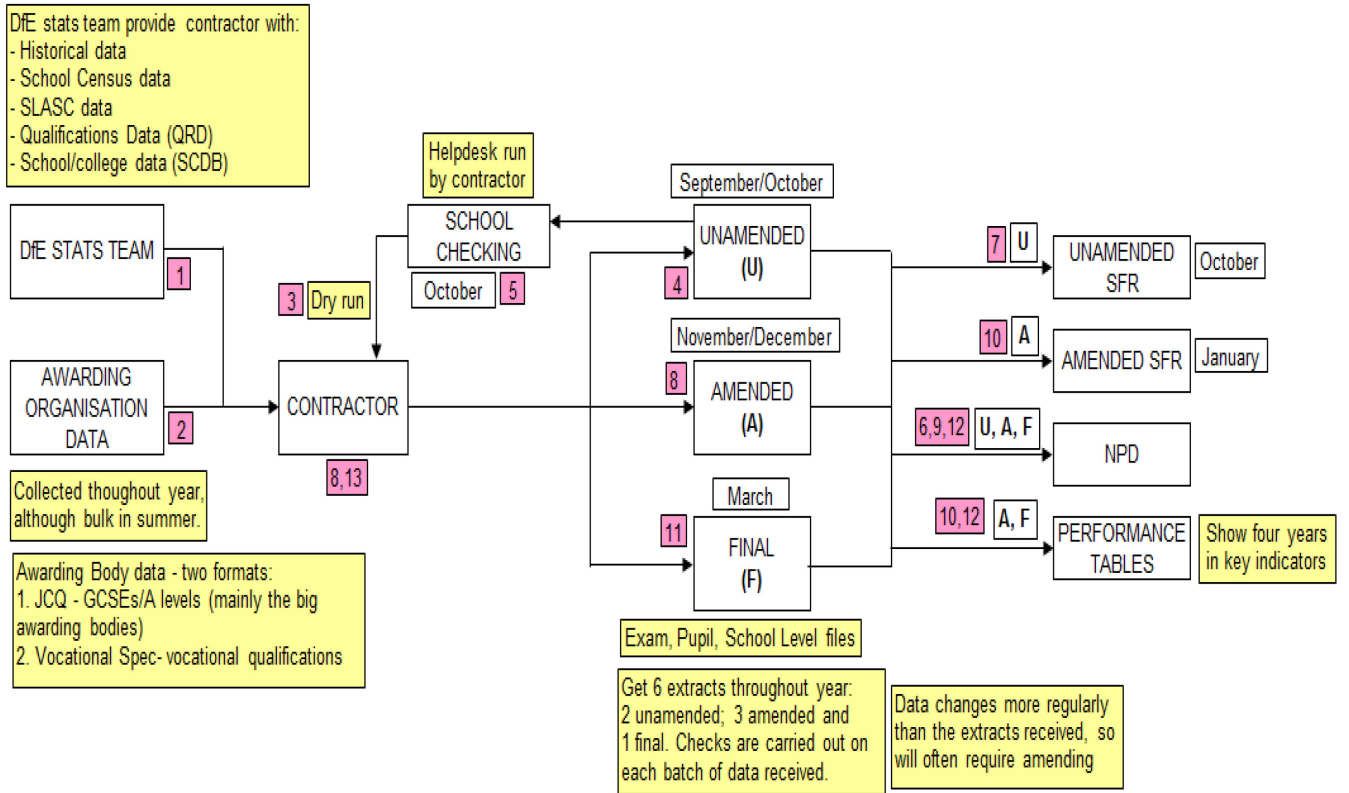 DfE stats team provide contractor with:
- Historical data
- School Census data
- SLASC data
- Qualifications Data (QRD)
- School/college data (SCDB)
DfE STATS TEAM
1
AWARDING
ORGANISATION
DATA
2
Collected thoughout year,
although bulk in summer.
Awarding Body data - two formats:
1. JCQ - GCSEs/A levels (mainly the big
awarding bodies)
2. Vocational Spec- vocational qualifications
Helpdesk run
by contractor
SCHOOL
CHECKING
October
5
3
Dry run
CONTRACTOR
8,13
September/October
UNAMENDED
(U)
4
November/December
8
AMENDED
(A)
March
11
FINAL
(F)
Exam, Pupil, School Level files
Get 6 extracts throughout year:
2 unamended; 3 amended and
1 final. Checks are carried out on
each batch of data received.
Data changes more regularly
than the extracts received, so
will often require amending
7
U
UNAMENDED
SFR
October
10
A
AMENDED SFR
January
6,9,12
U, A, F
NPD
10,12
A, F
PERFORMANCE
TABLES
Show four years
in key indicators